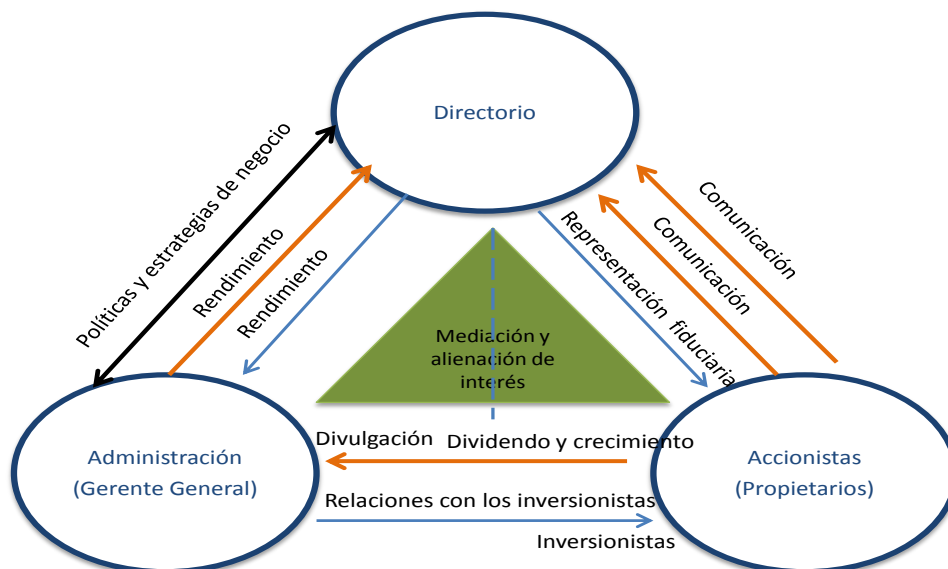 Directorio
Políticas y estrategias de negocio
Rendimiento
Rendimiento
Comunicación
Comunicación
Representación fiduciaria
Mediación y
alienación de
interés
Administración
(Gerente General)
Divulgación
Dividendo y crecimiento
Relaciones con los inversionistas
Inversionistas
Accionistas
(Propietarios)